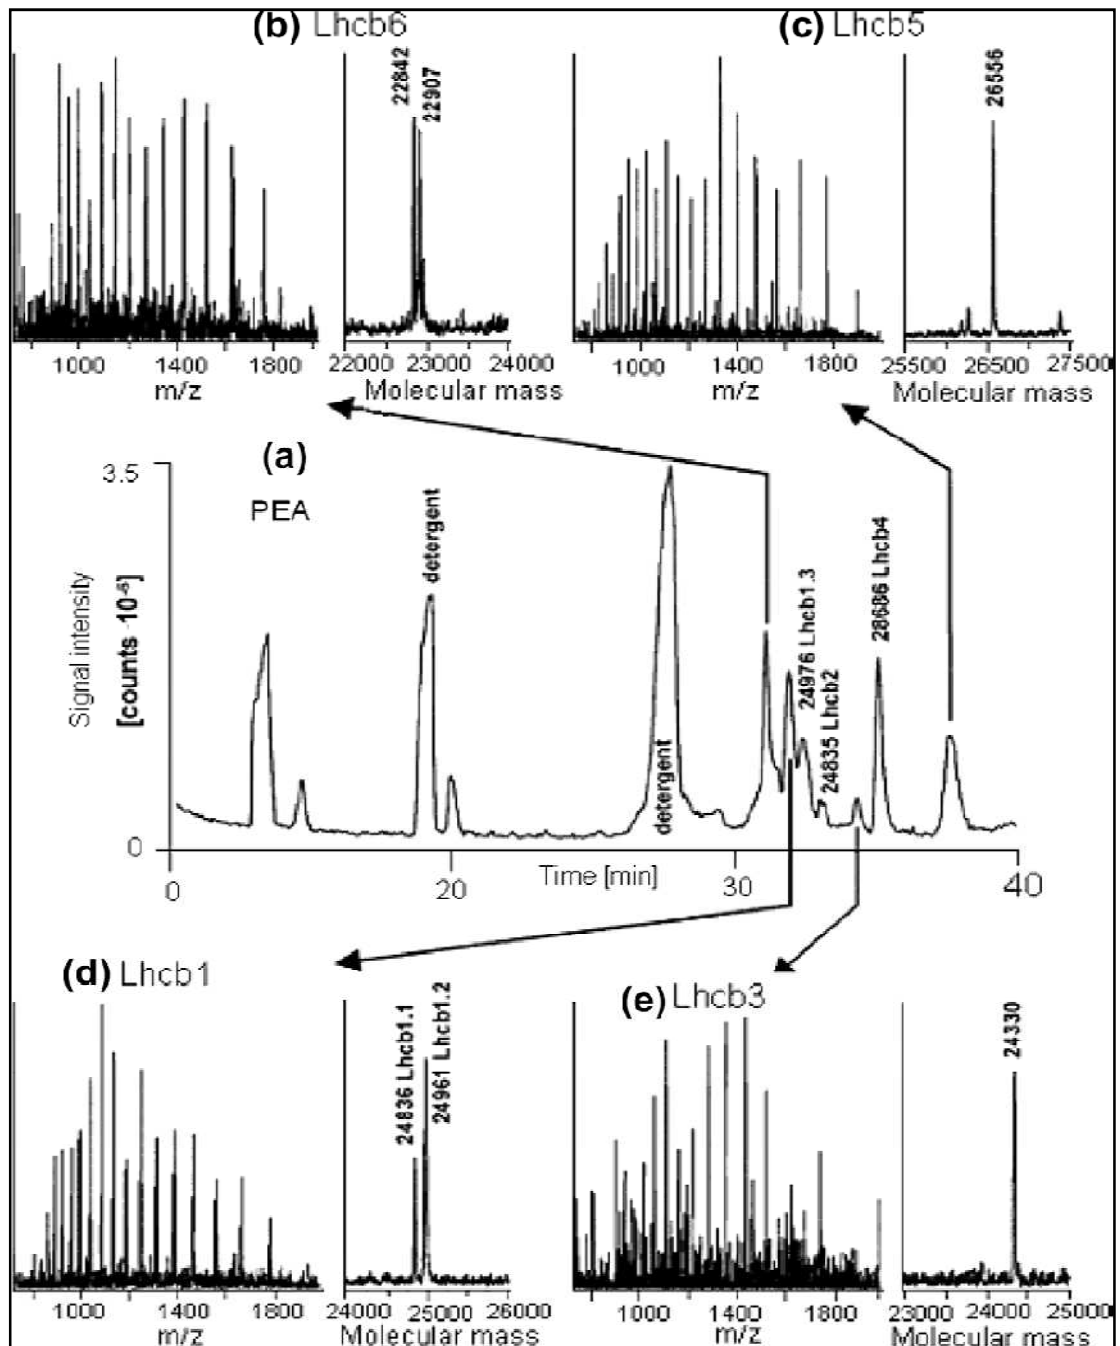 (b) Lhcb6
(c) Lhcb5
22842
22907
26556
1000 1400 1800
m/z
22000 23000 24000
Molecular mass
1000 1400 1800
m/z
25500 26500 27500
Molecular mass
(a)
3.5
PEA
Signal intensity
[counts ·10⁻⁶]
detergent
detergent
24976 Lhcb1.3
24835 Lhcb2
28686 Lhcb4
0
0 20 30 40
Time [min]
(d) Lhcb1
(e) Lhcb3
24836 Lhcb1.1
24961 Lhcb1.2
24330
1000 1400 1800
m/z
24000 25000 26000
Molecular mass
1000 1400 1800
m/z
23000 24000 25000
Molecular mass